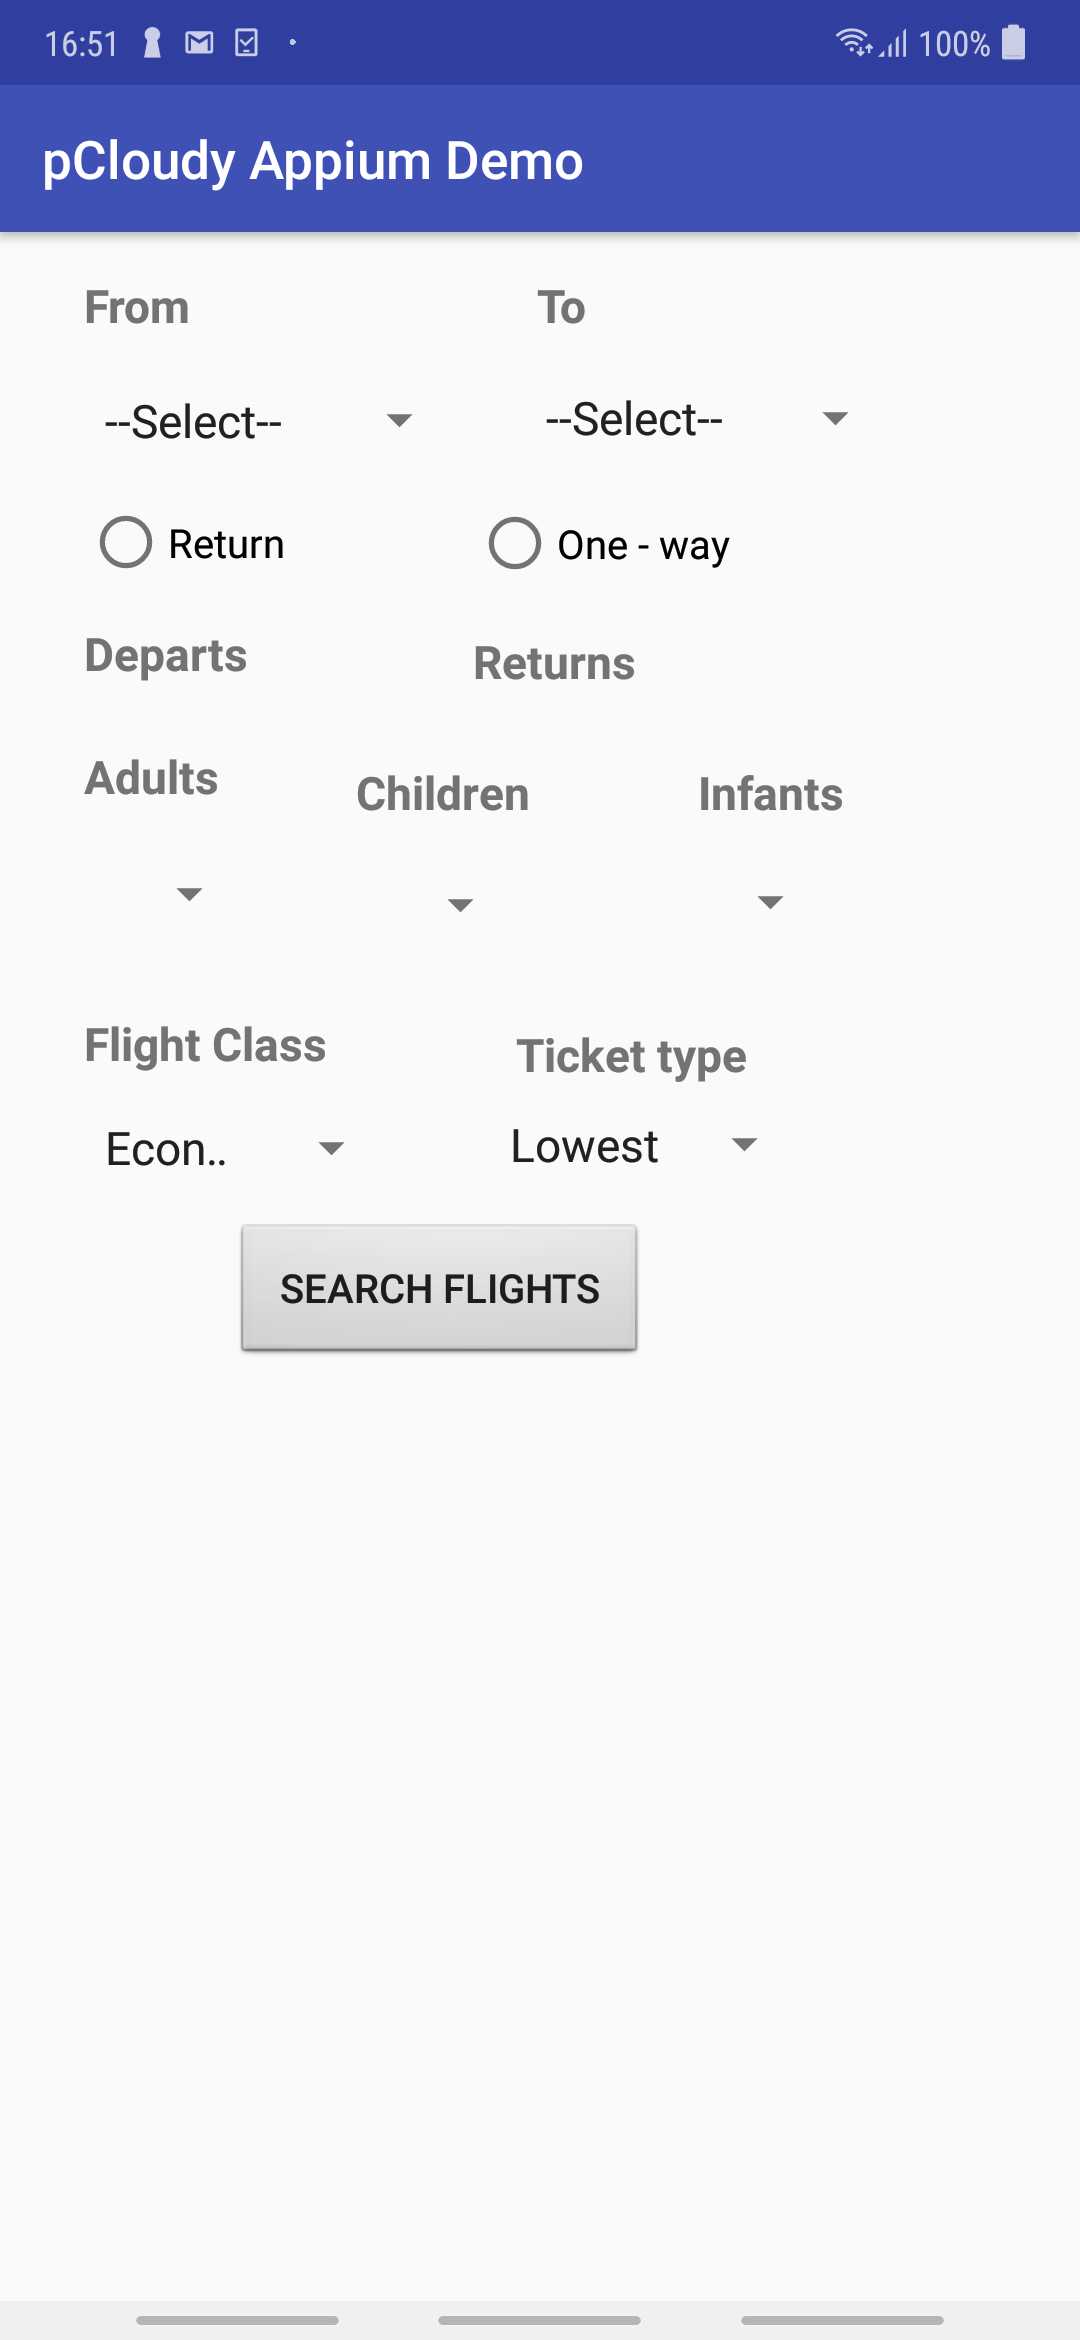 16:51 100%
pCloudy Appium Demo
From To
--Select-- --Select--
Return One - way
Departs Returns
Adults Children Infants
Flight Class Ticket type
Econ.. Lowest
SEARCH FLIGHTS